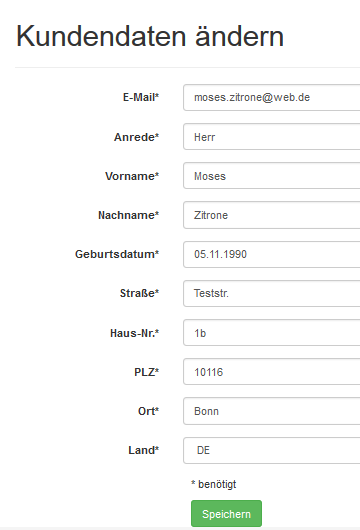 Kundendaten ändern
E-Mail* moses.zitrone@web.de
Anrede* Herr
Vorname* Moses
Nachname* Zitrone
Geburtsdatum* 05.11.1990
Straße* Teststr.
Haus-Nr.* 1b
PLZ* 10116
Ort* Bonn
Land* DE
* benötigt
Speichern